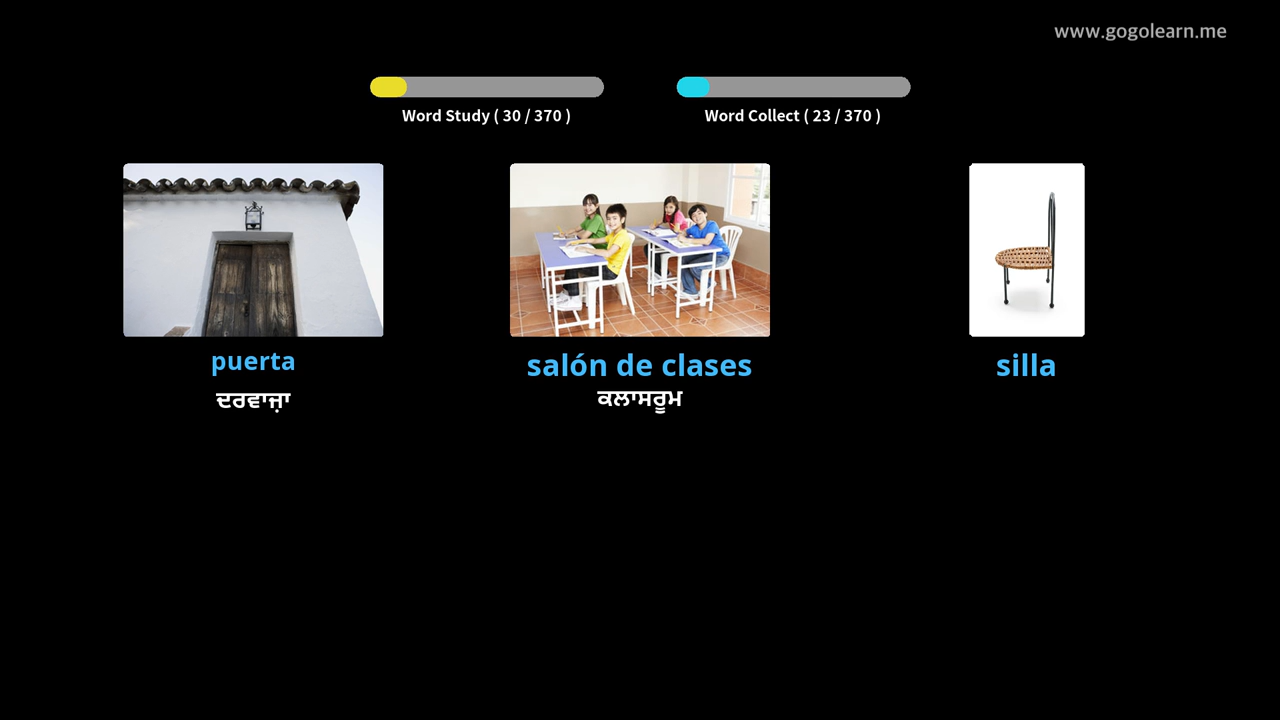 www.gogolearn.me
Word Study ( 30 / 370 )
Word Collect ( 23 / 370 )
puerta
salón de clases
silla
ਦਰਵਾਜ਼ਾ
ਕਲਾਸਰੂਮ